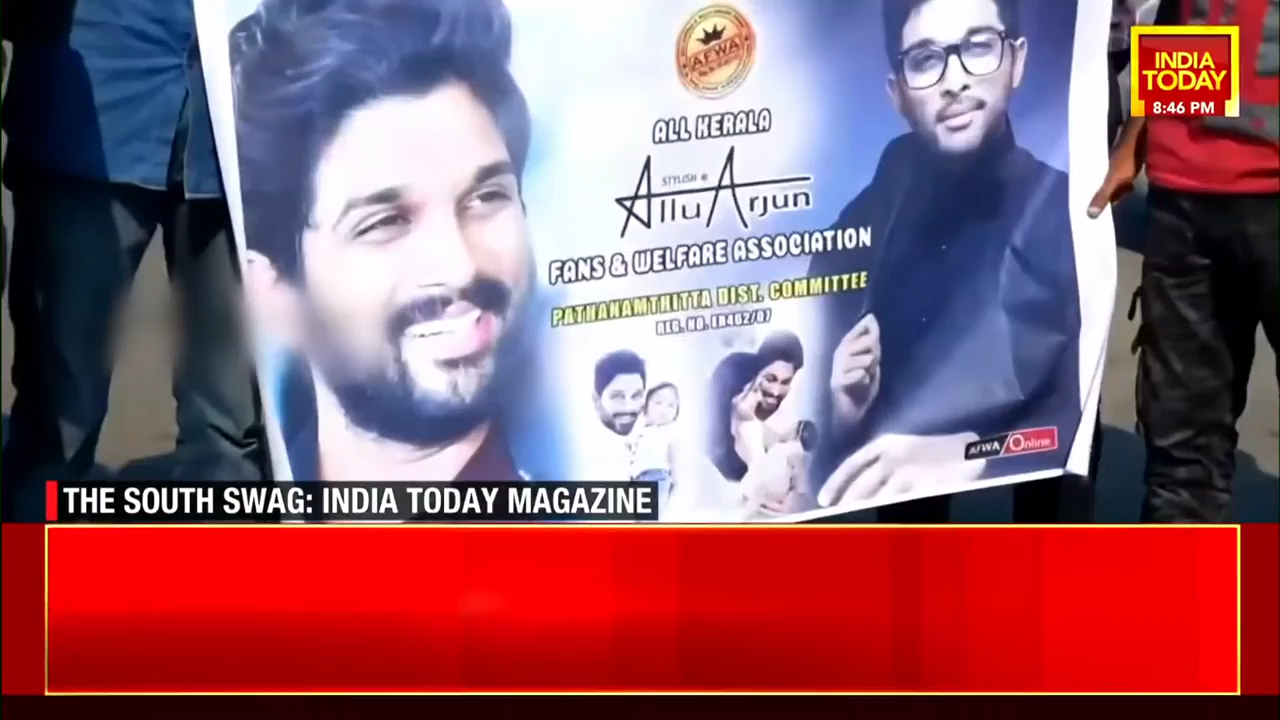 INDIA
TODAY
8:46 PM
AFWA
ALL KERALA
STYLISH ★
Allu Arjun
FANS & WELFARE ASSOCIATION
PATHANAMTHITTA DIST. COMMITTEE
REG. NO. ER462/07
AFWA Online
THE SOUTH SWAG: INDIA TODAY MAGAZINE